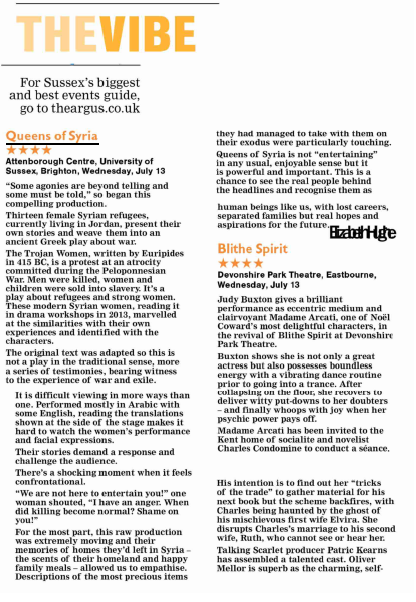 THEVIBE
For Sussex's biggest
and best events guide,
go to theargus.co.uk
Queens of Syria
★★★★
Attenborough Centre, University of
Sussex, Brighton, Wednesday, July 13
"Some agonies are beyond telling and
some must be told," so began this
compelling production.
Thirteen female Syrian refugees,
currently living in Jordan, present their
own stories and weave them into an
ancient Greek play about war.
The Trojan Women, written by Euripides
in 415 BC, is a protest at an atrocity
committed during the Peloponnesian
War. Men were killed, women and
children were sold into slavery. It's a
play about refugees and strong women.
These modern Syrian women, reading it
in drama workshops in 2013, marvelled
at the similarities with their own
experiences and identified with the
characters.
The original text was adapted so this is
not a play in the traditional sense, more
a series of testimonies, bearing witness
to the experience of war and exile.
It is difficult viewing in more ways than
one. Performed mostly in Arabic with
some English, reading the translations
shown at the side of the stage makes it
hard to watch the women's performance
and facial expressions.
Their stories demand a response and
challenge the audience.
There's a shocking moment when it feels
confrontational.
"We are not here to entertain you!" one
woman shouted, "I have an anger. When
did killing become normal? Shame on
you!"
For the most part, this raw production
was extremely moving and their
memories of homes they'd left in Syria –
the scents of their homeland and happy
family meals – allowed us to empathise.
Descriptions of the most precious items
they had managed to take with them on
their exodus were particularly touching.
Queens of Syria is not "entertaining"
in any usual, enjoyable sense but it
is powerful and important. This is a
chance to see the real people behind
the headlines and recognise them as
human beings like us, with lost careers,
separated families but real hopes and
aspirations for the future.
Elizabeth Hughe
Blithe Spirit
★★★★
Devonshire Park Theatre, Eastbourne,
Wednesday, July 13
Judy Buxton gives a brilliant
performance as eccentric medium and
clairvoyant Madame Arcati, one of Noël
Coward's most delightful characters, in
the revival of Blithe Spirit at Devonshire
Park Theatre.
Buxton shows she is not only a great
actress but also possesses boundless
energy with a vibrating dance routine
prior to going into a trance. After
collapsing on the floor, she recovers to
deliver witty put-downs to her doubters
– and finally whoops with joy when her
psychic power pays off.
Madame Arcati has been invited to the
Kent home of socialite and novelist
Charles Condomine to conduct a séance.
His intention is to find out her "tricks
of the trade" to gather material for his
next book but the scheme backfires, with
Charles being haunted by the ghost of
his mischievous first wife Elvira. She
disrupts Charles's marriage to his second
wife, Ruth, who cannot see or hear her.
Talking Scarlet producer Patric Kearns
has assembled a talented cast. Oliver
Mellor is superb as the charming, self-